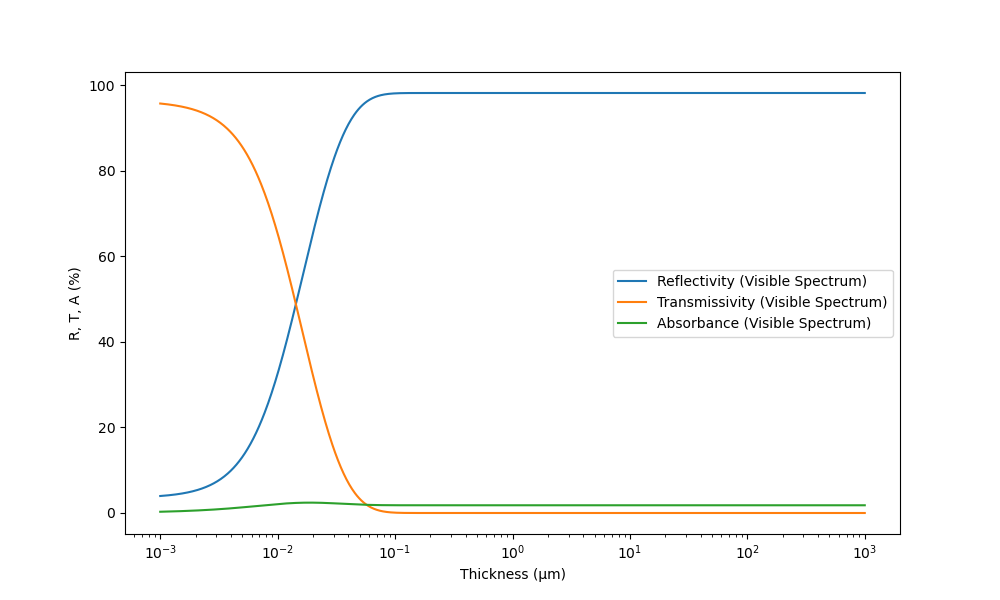 100
80
60
40
20
0
R, T, A (%)
Reflectivity (Visible Spectrum)
Transmissivity (Visible Spectrum)
Absorbance (Visible Spectrum)
10⁻³ 10⁻² 10⁻¹ 10⁰ 10¹ 10² 10³
Thickness (μm)